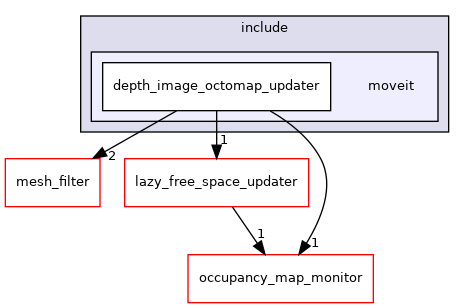 include
depth_image_octomap_updater
moveit
2
1
mesh_filter
lazy_free_space_updater
1
1
occupancy_map_monitor